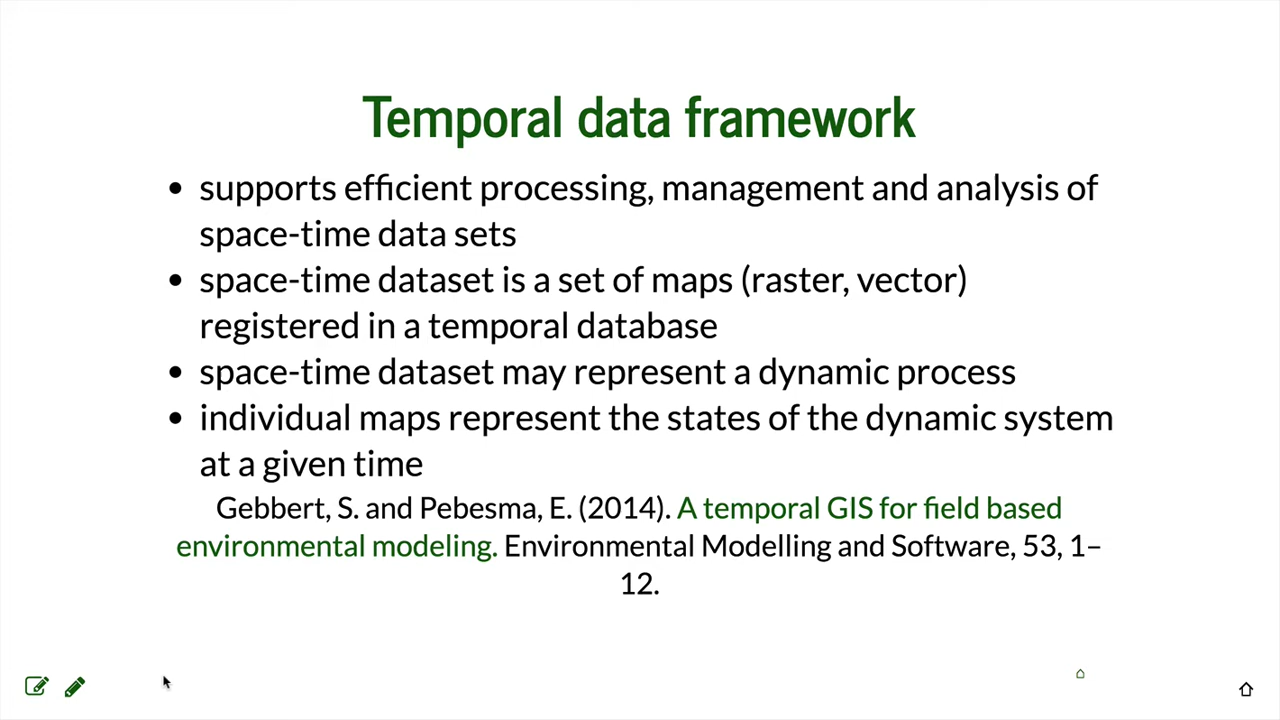 Temporal data framework
• supports efficient processing, management and analysis of
space-time data sets
• space-time dataset is a set of maps (raster, vector)
registered in a temporal database
• space-time dataset may represent a dynamic process
• individual maps represent the states of the dynamic system
at a given time
Gebbert, S. and Pebesma, E. (2014). A temporal GIS for field based
environmental modeling. Environmental Modelling and Software, 53, 1–
12.